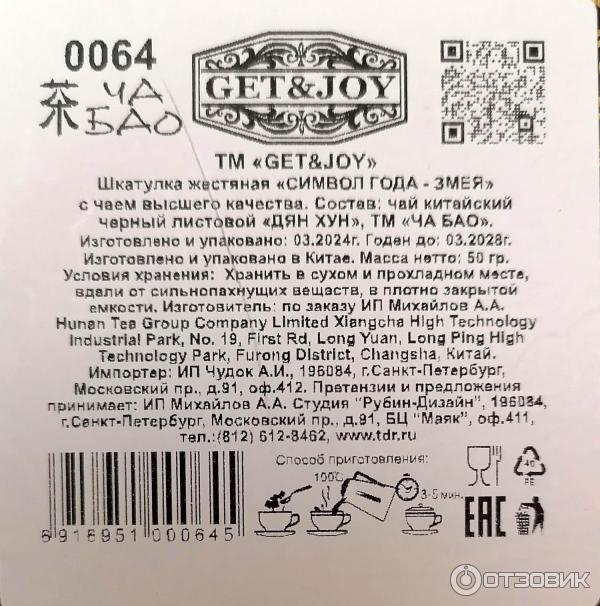 0064
茶 ЧА БАО
GET&JOY
ТМ «GET&JOY»
Шкатулка жестяная «СИМВОЛ ГОДА - ЗМЕЯ»
с чаем высшего качества. Состав: чай китайский
черный листовой «ДЯН ХУН», ТМ «ЧА БАО».
Изготовлено и упаковано: 03.2024г. Годен до: 03.2028г.
Изготовлено и упаковано в Китае. Масса нетто: 50 гр.
Условия хранения: Хранить в сухом и прохладном месте,
вдали от сильнопахнущих веществ, в плотно закрытой
емкости. Изготовитель: по заказу ИП Михайлов А.А.
Hunan Tea Group Company Limited Xiangcha High Technology
Industrial Park, No. 19, First Rd, Long Yuan, Long Ping High
Technology Park, Furong District, Changsha, Китай.
Импортер: ИП Чудок А.И., 196084, г.Санкт-Петербург,
Московский пр., д.91, оф.412. Претензии и предложения
принимает: ИП Михайлов А.А. Студия "Рубин-Дизайн", 196084,
г.Санкт-Петербург, Московский пр., д.91, БЦ "Маяк", оф.411,
тел.:(812) 612-8462, www.tdr.ru
Способ приготовления:
100С
3-5 мин.
6 916951 000645
40
FE
EAC
ОТЗОВИК